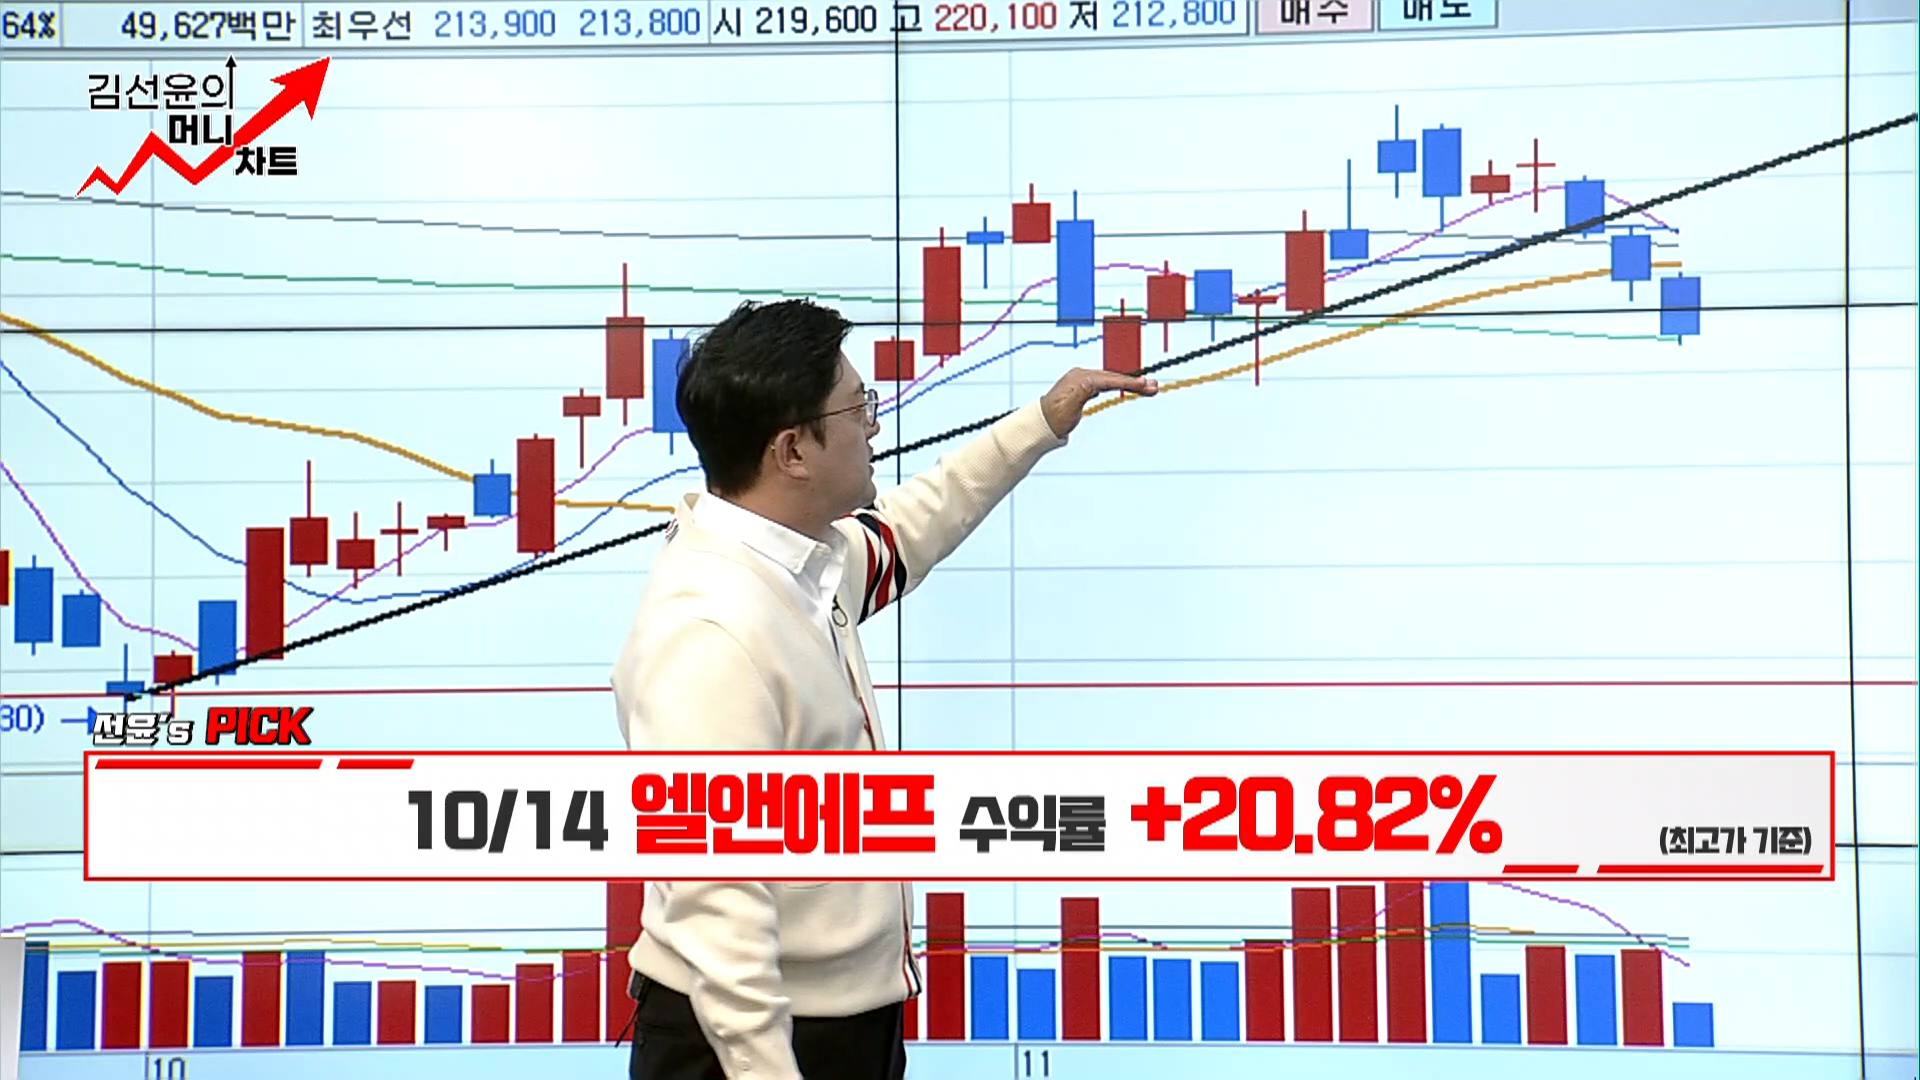 64% 49,627백만 최우선 213,900 213,800 시 219,600 고 220,100 저 212,800 매수 매도
김선윤의
머니
차트
30)
선윤's PICK
10/14 엘앤에프 수익률 +20.82% (최고가 기준)
10 11